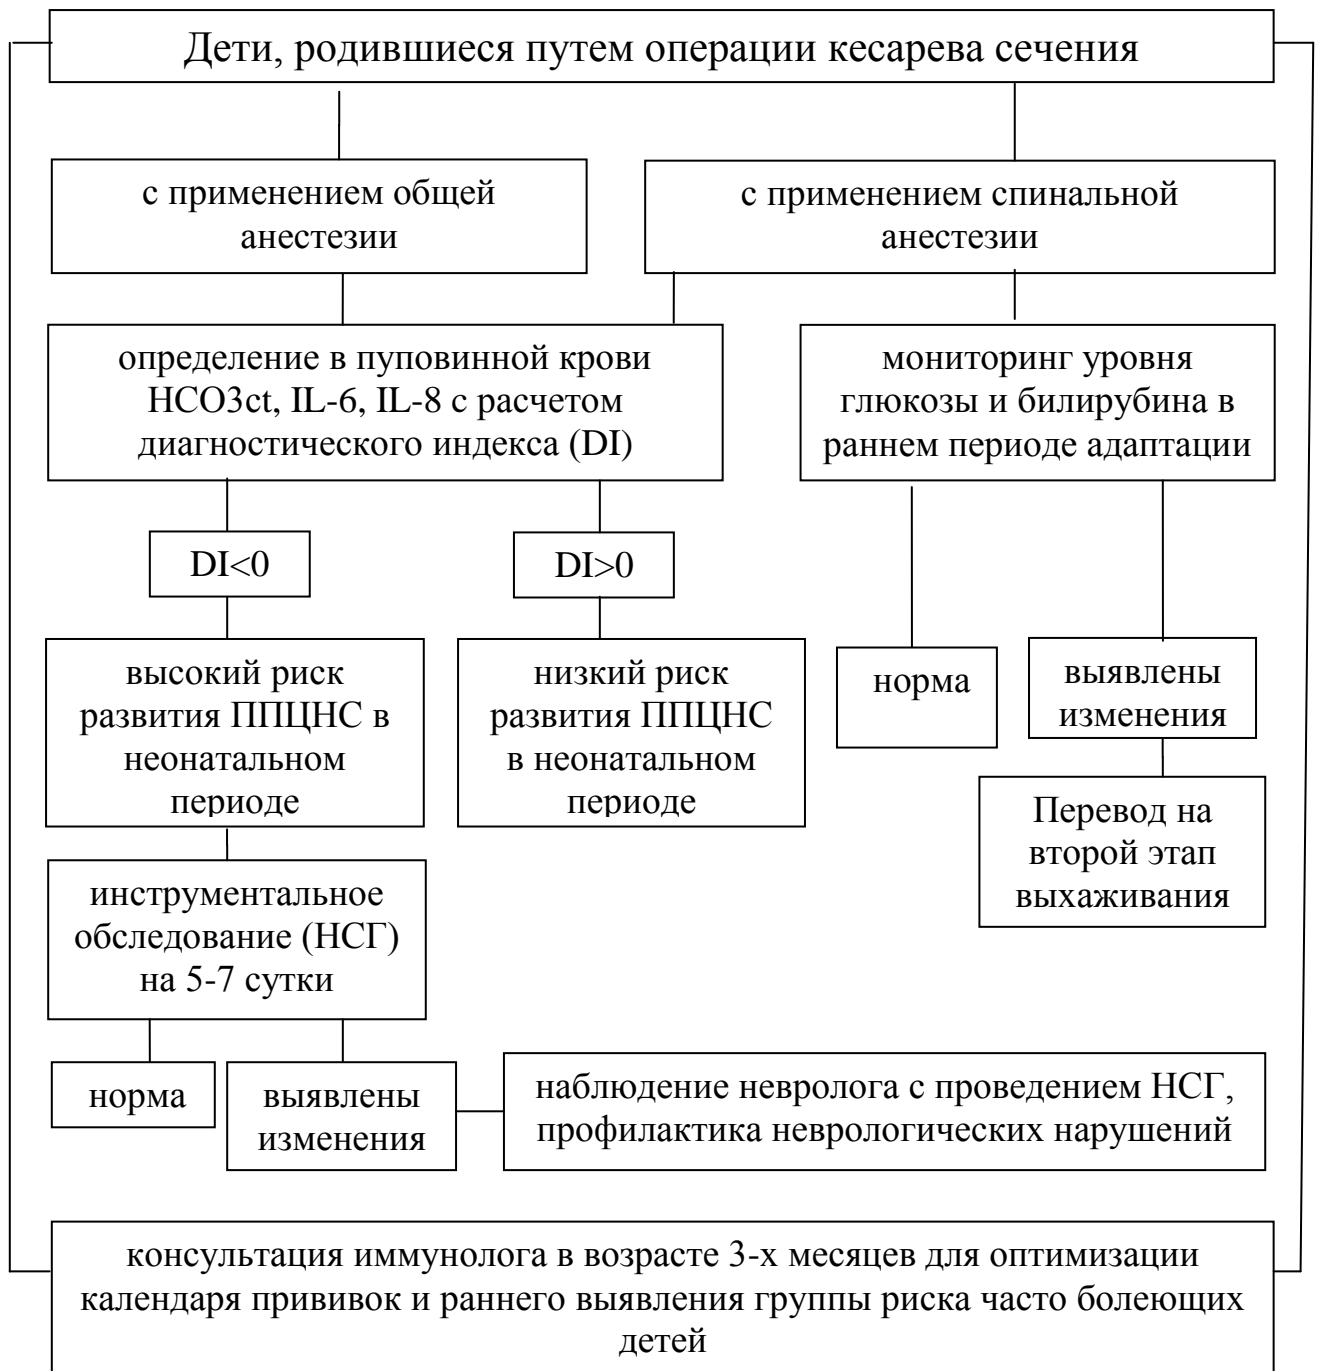 Дети, родившиеся путем операции кесарева сечения
с применением общей
анестезии
с применением спинальной
анестезии
определение в пуповинной крови
HCO3ct, IL-6, IL-8 с расчетом
диагностического индекса (DI)
мониторинг уровня
глюкозы и билирубина в
раннем периоде адаптации
DI<0
DI>0
высокий риск
развития ППЦНС в
неонатальном
периоде
низкий риск
развития ППЦНС
в неонатальном
периоде
норма
выявлены
изменения
Перевод на
второй этап
выхаживания
инструментальное
обследование (НСГ)
на 5-7 сутки
норма
выявлены
изменения
наблюдение невролога с проведением НСГ,
профилактика неврологических нарушений
консультация иммунолога в возрасте 3-х месяцев для оптимизации
календаря прививок и раннего выявления группы риска часто болеющих
детей